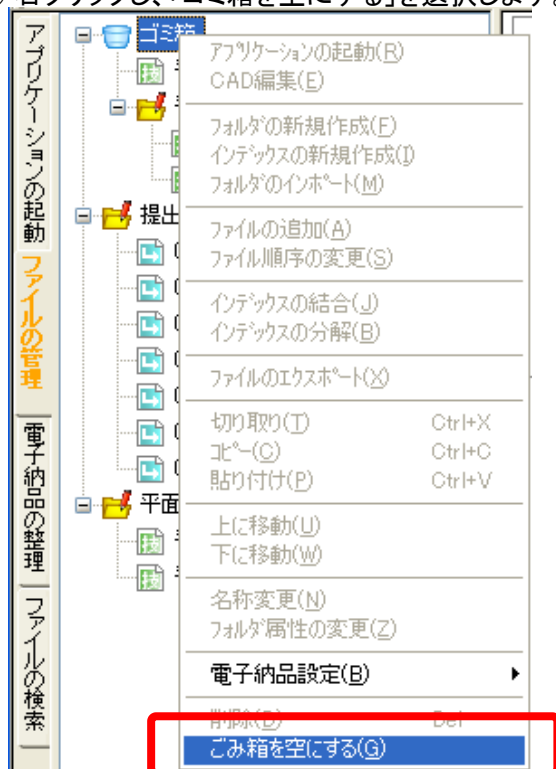 右クリックし、「ゴミ箱を空にする」を選択します。
アプリケーションの起動
ファイルの管理
電子納品の整理
ファイルの検索
ゴミ箱
提出
平面
アプリケーションの起動(R)
CAD編集(E)
フォルダの新規作成(F)
インデックスの新規作成(I)
フォルダのインポート(M)
ファイルの追加(A)
ファイル順序の変更(S)
インデックスの結合(J)
インデックスの分解(B)
ファイルのエクスポート(X)
切り取り(T) Ctrl+X
コピー(C) Ctrl+C
貼り付け(P) Ctrl+V
上に移動(U)
下に移動(W)
名称変更(N)
フォルダ属性の変更(Z)
電子納品設定(B)
削除(D) Del
ごみ箱を空にする(G)